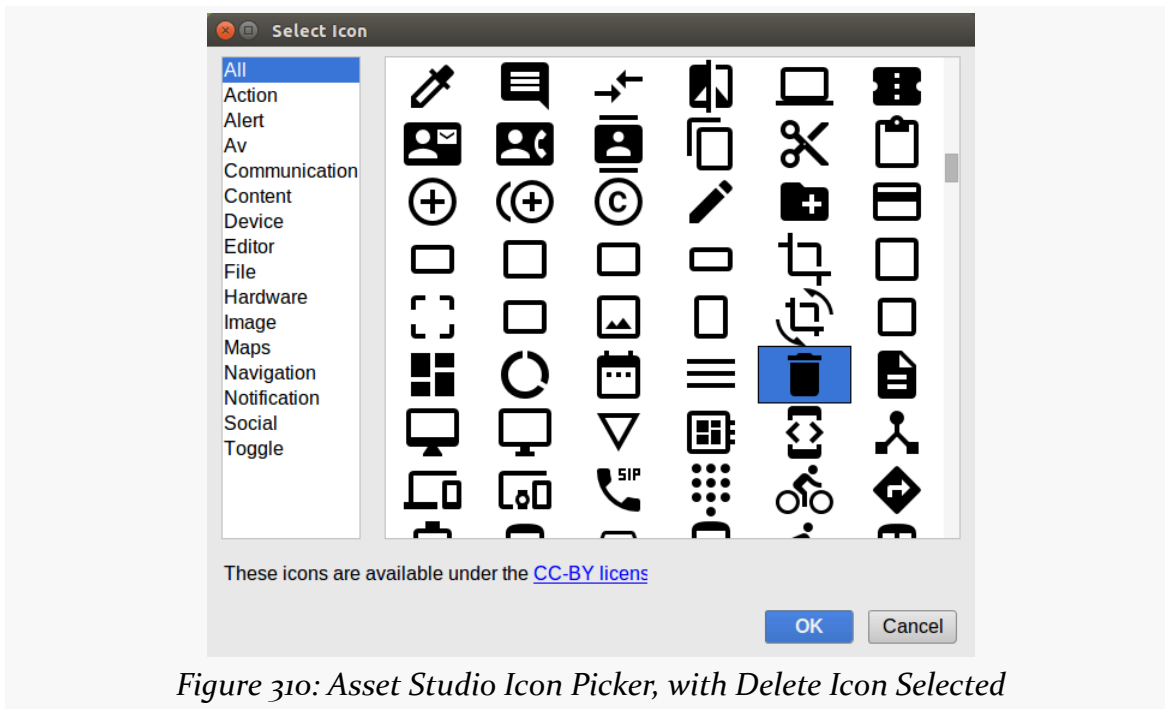 Select Icon
All
Action
Alert
Av
Communication
Content
Device
Editor
File
Hardware
Image
Maps
Navigation
Notification
Social
Toggle
SIP
These icons are available under the CC-BY licens
OK
Cancel
Figure 310: Asset Studio Icon Picker, with Delete Icon Selected